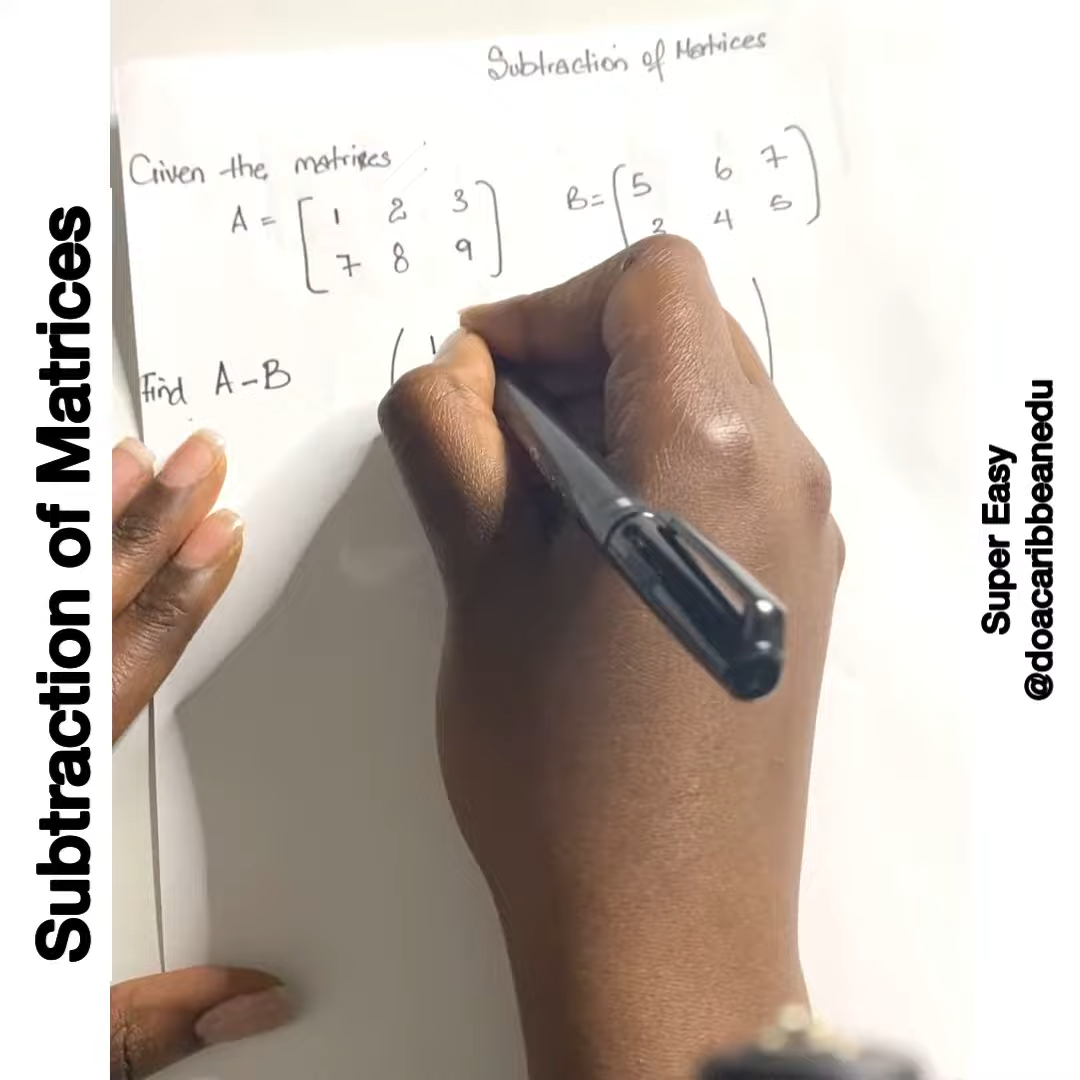 Subtraction of Matrices
Subtraction of Matrices
Given the matrices :
A = [ 1 2 3
7 8 9 ]
B = ( 5 6 7
4 5 )
Find A-B
( 1 )
Super Easy
@doacaribbeanedu